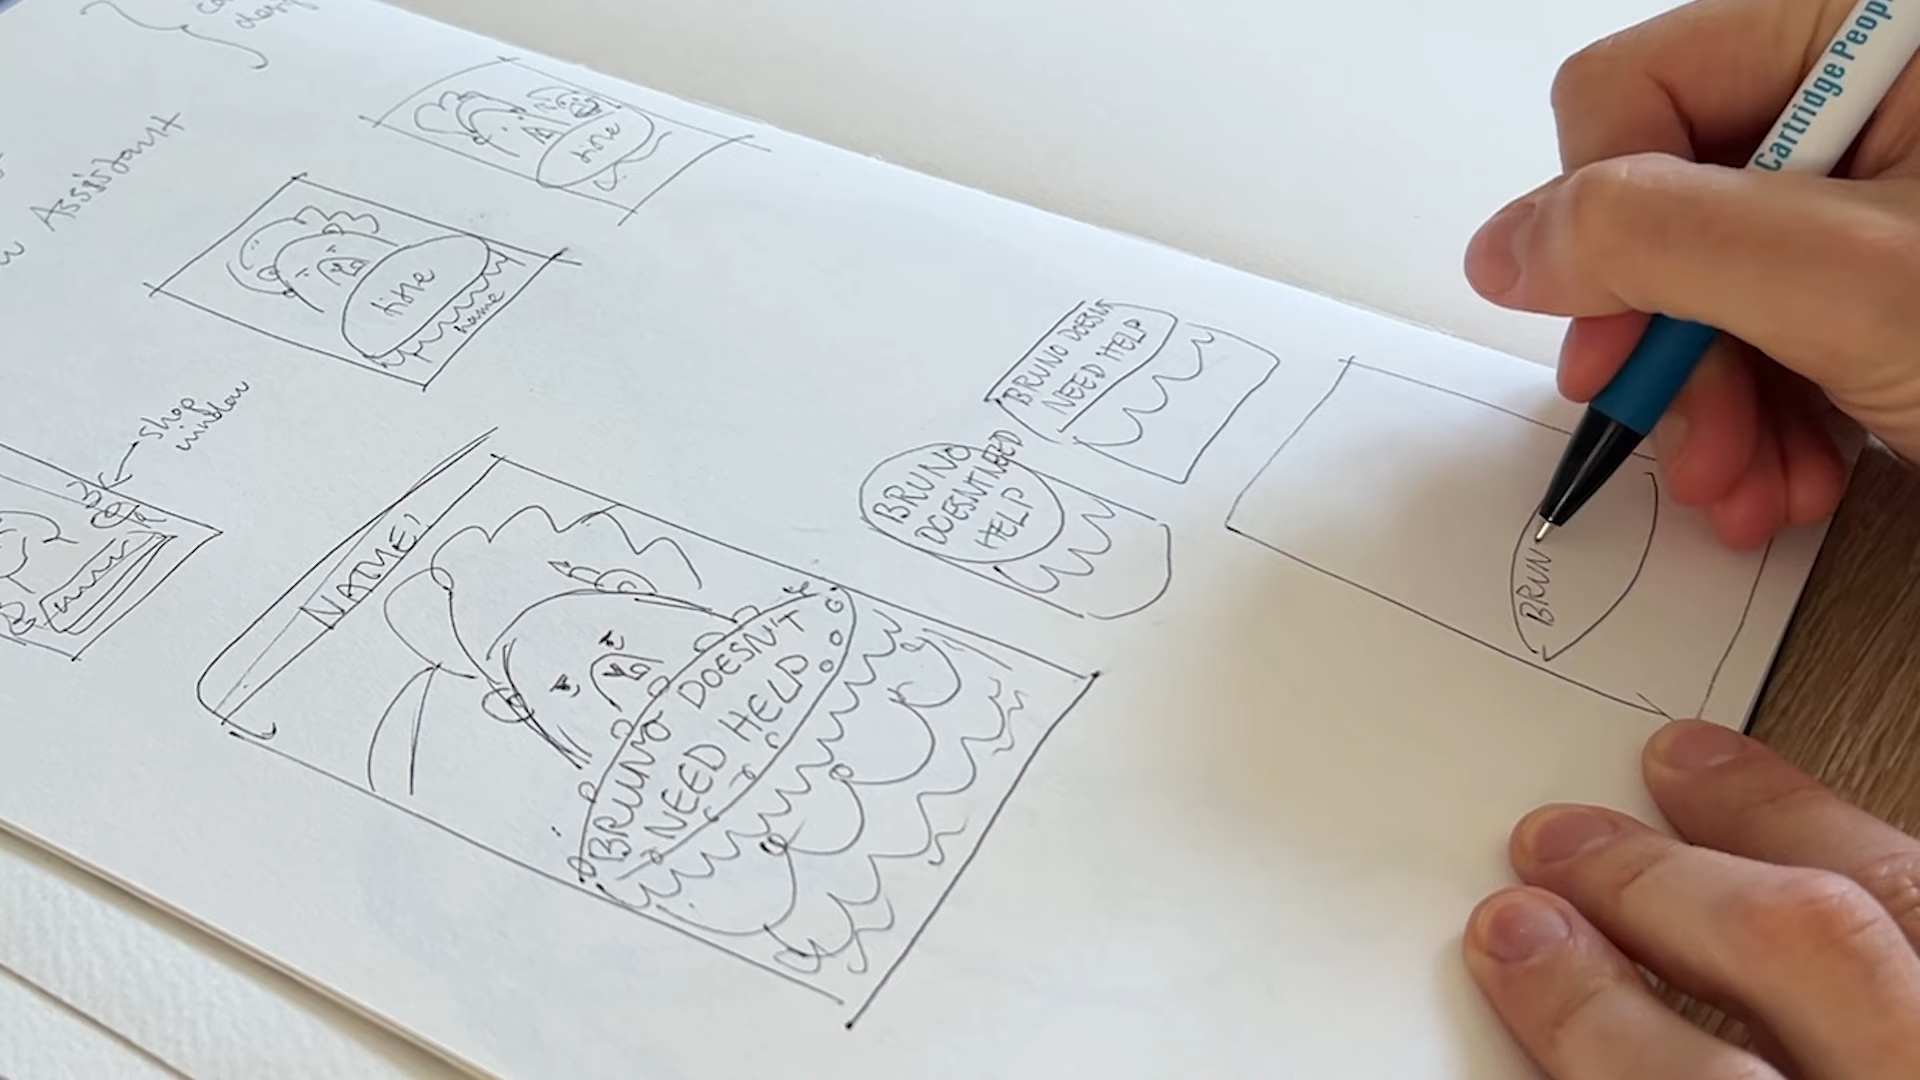 Assistant
title
title
name
shop
window
NAME!
BRUNO DOESN'T
NEED HELP
BRUNO DOESN
NEED HELP
BRUNO
DOESN'T NEED
HELP
BRUN
Cartridge Peop